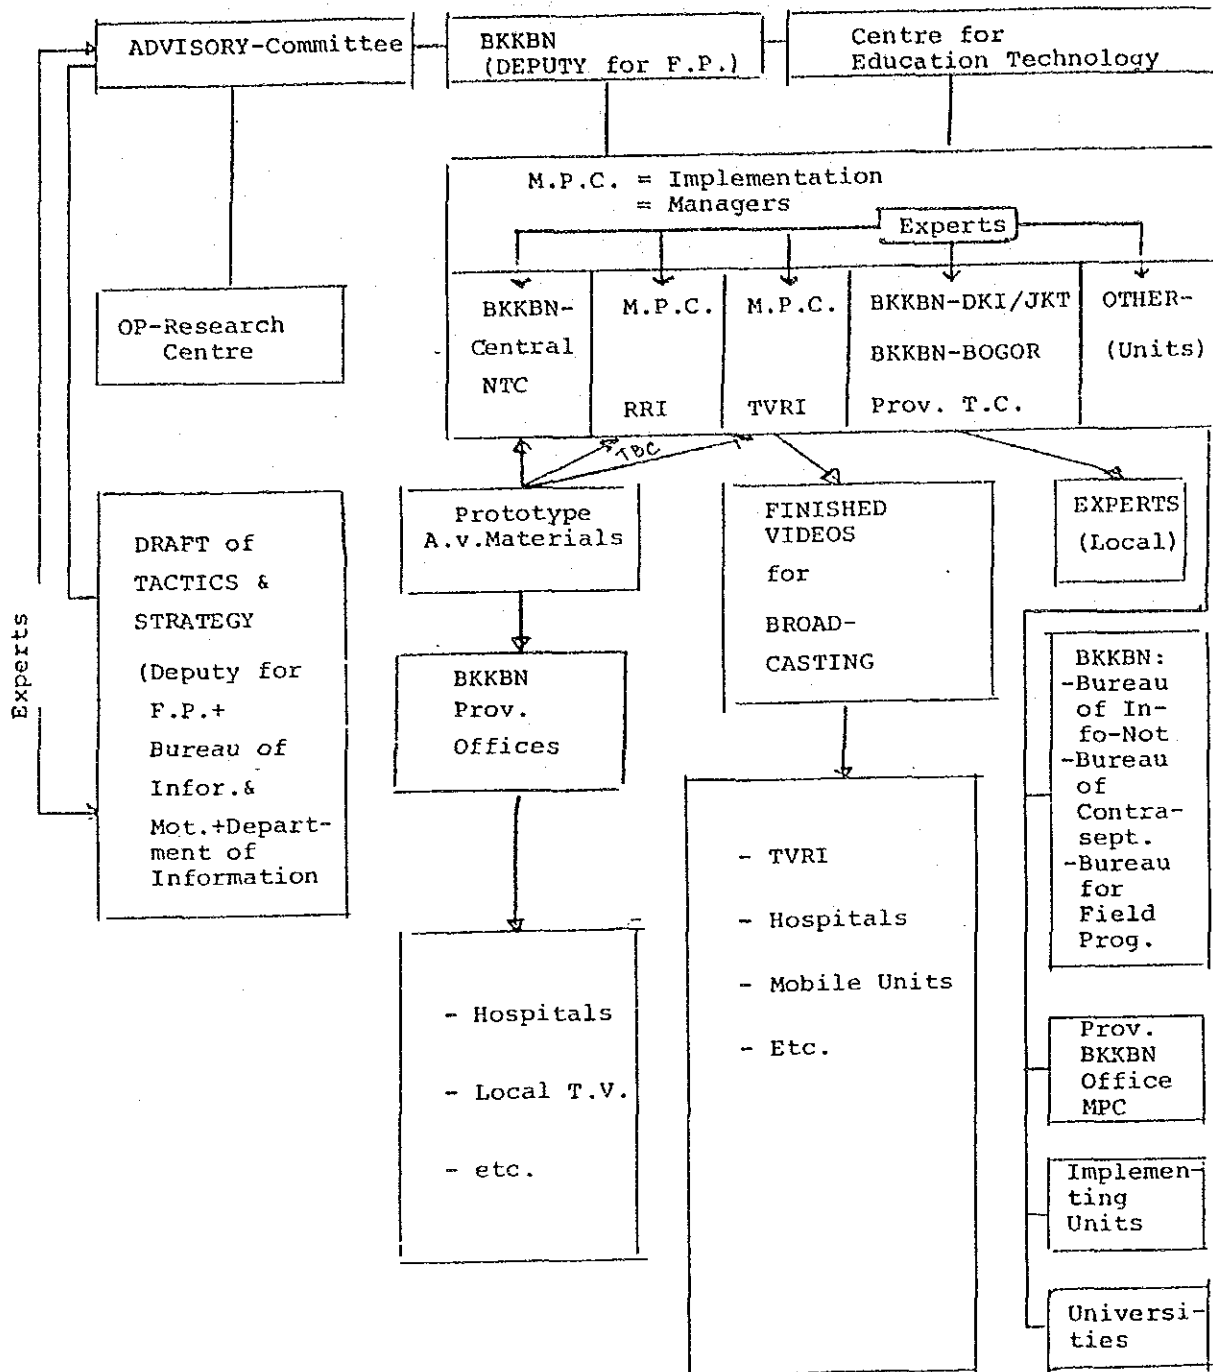 ADVISORY-Committee
BKKBN
(DEPUTY for F.P.)
Centre for
Education Technology
M.P.C. = Implementation
= Managers
Experts
BKKBN-
Central
NTC
M.P.C.
RRI
M.P.C.
TVRI
BKKBN-DKI/JKT
BKKBN-BOGOR
Prov. T.C.
OTHER-
(Units)
OP-Research
Centre
TBC
Experts
DRAFT of
TACTICS &
STRATEGY
(Deputy for
F.P.+
Bureau of
Infor.&
Mot.+Depart-
ment of
Information
Prototype
A.v.Materials
BKKBN
Prov.
Offices
- Hospitals
- Local T.V.
- etc.
FINISHED
VIDEOS
for
BROAD-
CASTING
- TVRI
- Hospitals
- Mobile Units
- Etc.
EXPERTS
(Local)
BKKBN:
-Bureau
of In-
fo-Not
-Bureau
of
Contra-
sept.
-Bureau
for
Field
Prog.
Prov.
BKKBN
Office
MPC
Implemen-
ting
Units
Universi-
ties